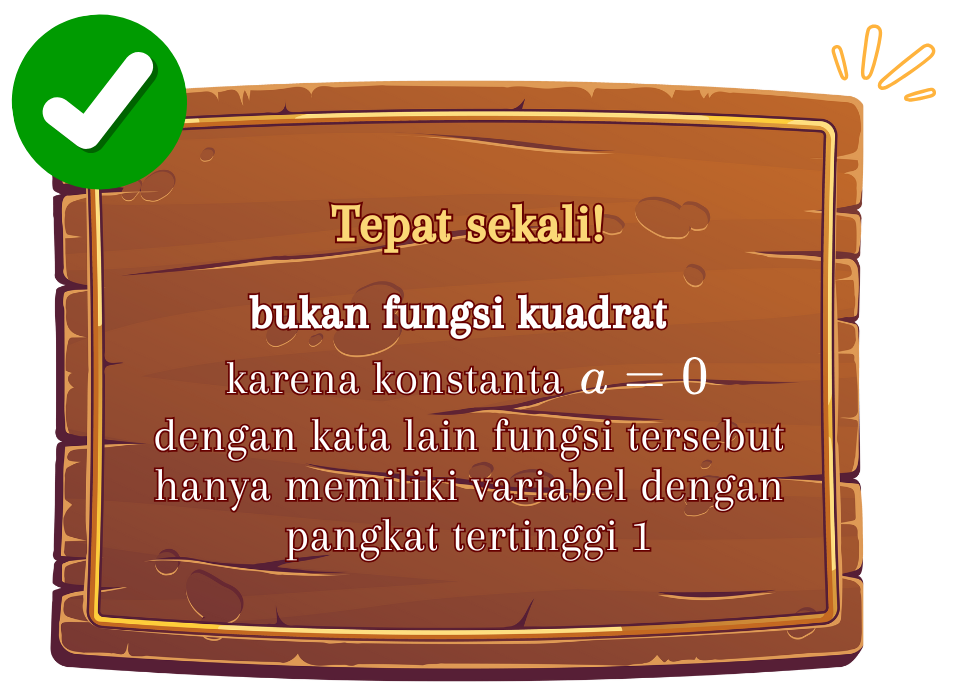 Tepat sekali!
bukan fungsi kuadrat
karena konstanta a = 0
dengan kata lain fungsi tersebut
hanya memiliki variabel dengan
pangkat tertinggi 1